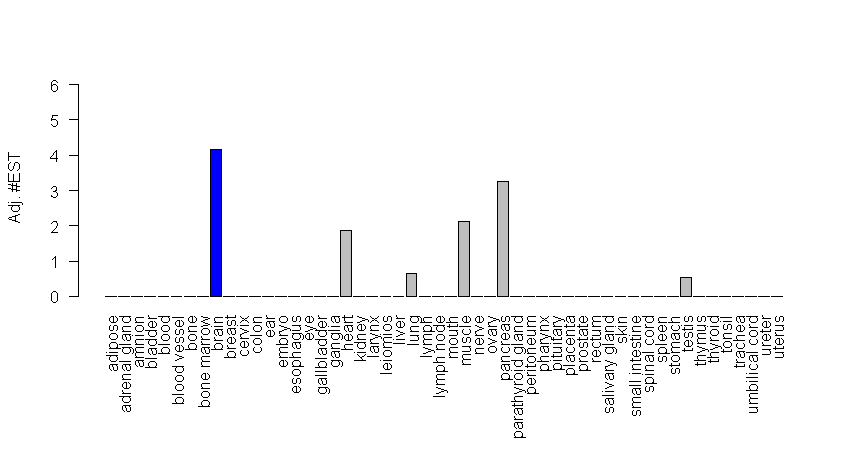 Adj. #EST
6
5
4
3
2
1
0
adipose
adrenal gland
amnion
bladder
blood
blood vessel
bone
bone marrow
brain
breast
cervix
colon
ear
embryo
esophagus
eye
gallbladder
ganglia
heart
kidney
larynx
leiomios
liver
lung
lymph
lymph node
mouth
muscle
nerve
ovary
pancreas
parathyroid gland
peritoneum
pharynx
pituitary
placenta
prostate
rectum
salivary gland
skin
small intestine
spinal cord
spleen
stomach
testis
thymus
thyroid
tonsil
trachea
umbilical cord
ureter
uterus